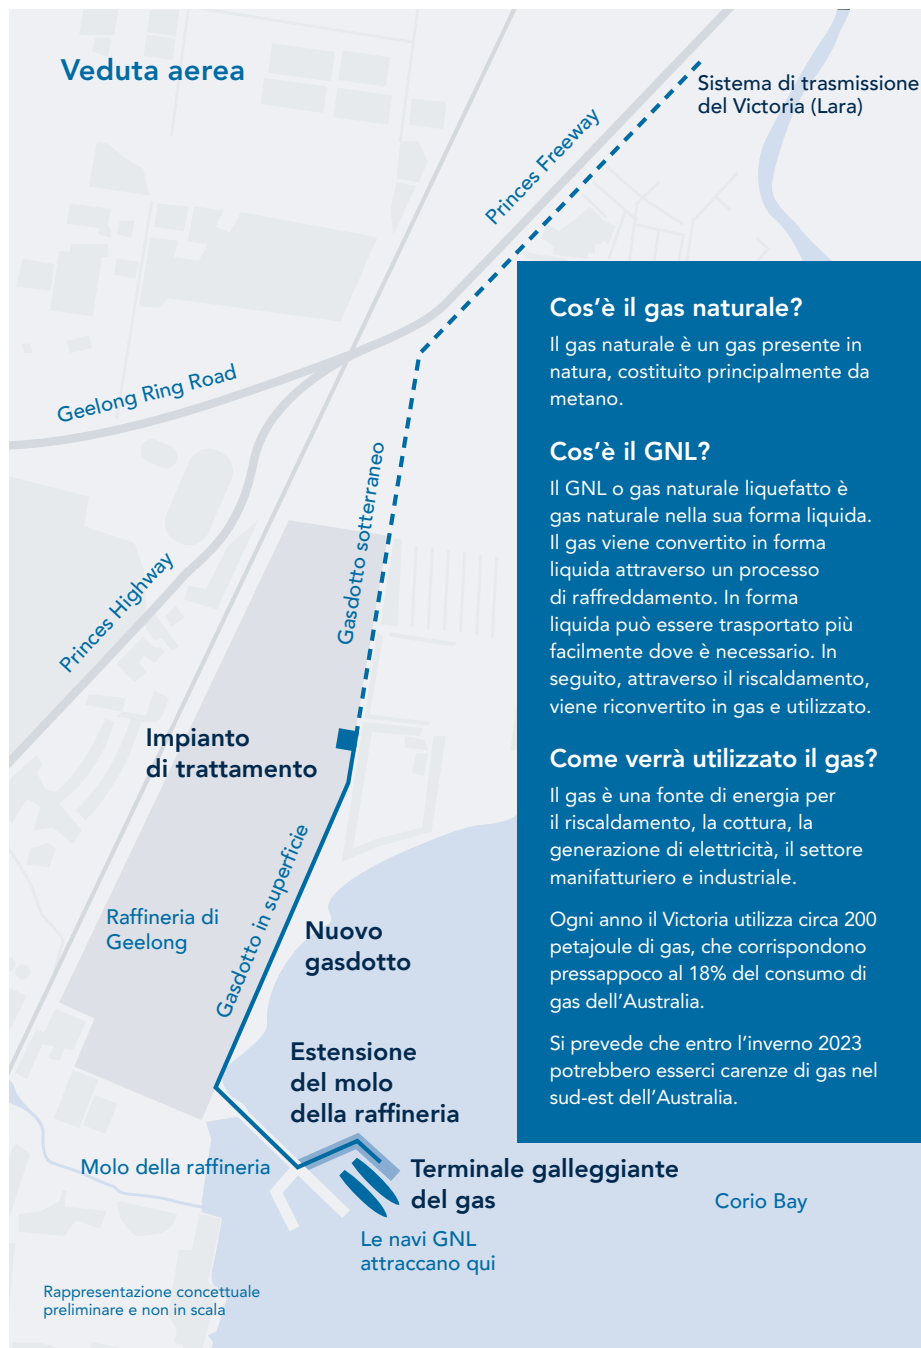 Veduta aerea
Sistema di trasmissione
del Victoria (Lara)
Princes Freeway
Geelong Ring Road
Princes Highway
Gasdotto sotterraneo
Impianto
di trattamento
Gasdotto in superficie
Raffineria di
Geelong
Nuovo
gasdotto
Estensione
del molo
della raffineria
Molo della raffineria
Terminale galleggiante
del gas
Le navi GNL
attraccano qui
Corio Bay
Rappresentazione concettuale
preliminare e non in scala
Cos’è il gas naturale?
Il gas naturale è un gas presente in
natura, costituito principalmente da
metano.
Cos’è il GNL?
Il GNL o gas naturale liquefatto è
gas naturale nella sua forma liquida.
Il gas viene convertito in forma
liquida attraverso un processo
di raffreddamento. In forma
liquida può essere trasportato più
facilmente dove è necessario. In
seguito, attraverso il riscaldamento,
viene riconvertito in gas e utilizzato.
Come verrà utilizzato il gas?
Il gas è una fonte di energia per
il riscaldamento, la cottura, la
generazione di elettricità, il settore
manifatturiero e industriale.
Ogni anno il Victoria utilizza circa 200
petajoule di gas, che corrispondono
pressappoco al 18% del consumo di
gas dell’Australia.
Si prevede che entro l’inverno 2023
potrebbero esserci carenze di gas nel
sud-est dell’Australia.